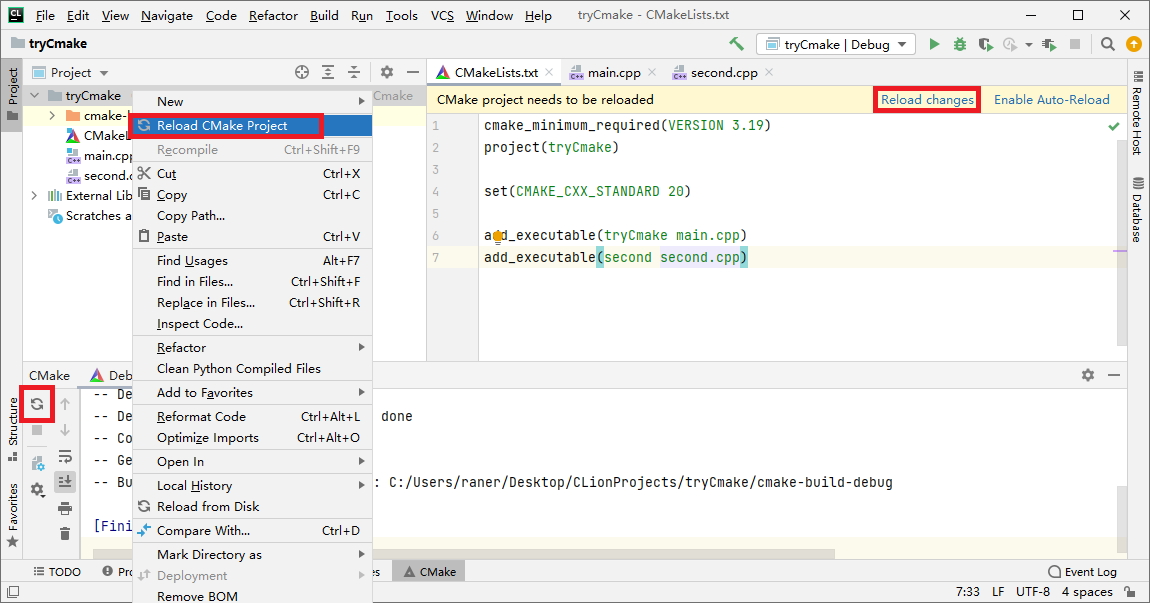 CL File Edit View Navigate Code Refactor Build Run Tools VCS Window Help tryCmake - CMakeLists.txt
tryCmake
tryCmake | Debug
Project
Project
CMakeLists.txt
main.cpp
second.cpp
Remote Host
Database
tryCmake
Cmake
cmake-
CMakeL
main.cpp
second.c
External Lib
Scratches a
CMake project needs to be reloaded
Reload changes
Enable Auto-Reload
1 cmake_minimum_required(VERSION 3.19)
2 project(tryCmake)
3
4 set(CMAKE_CXX_STANDARD 20)
5
6 add_executable(tryCmake main.cpp)
7 add_executable(second second.cpp)
New
Reload CMake Project
Recompile Ctrl+Shift+F9
Cut Ctrl+X
Copy Ctrl+C
Copy Path...
Paste Ctrl+V
Find Usages Alt+F7
Find in Files... Ctrl+Shift+F
Replace in Files... Ctrl+Shift+R
Inspect Code...
Refactor
Clean Python Compiled Files
Add to Favorites
Reformat Code Ctrl+Alt+L
Optimize Imports Ctrl+Alt+O
Open In
Local History
Reload from Disk
Compare With... Ctrl+D
Mark Directory as
Deployment
Remove BOM
Structure
Favorites
CMake
Deb
-- De
-- De done
-- Co
-- Ge
-- Bu : C:/Users/raner/Desktop/CLionProjects/tryCmake/cmake-build-debug
[Fini
TODO
Pro
es
CMake
Event Log
7:33 LF UTF-8 4 spaces